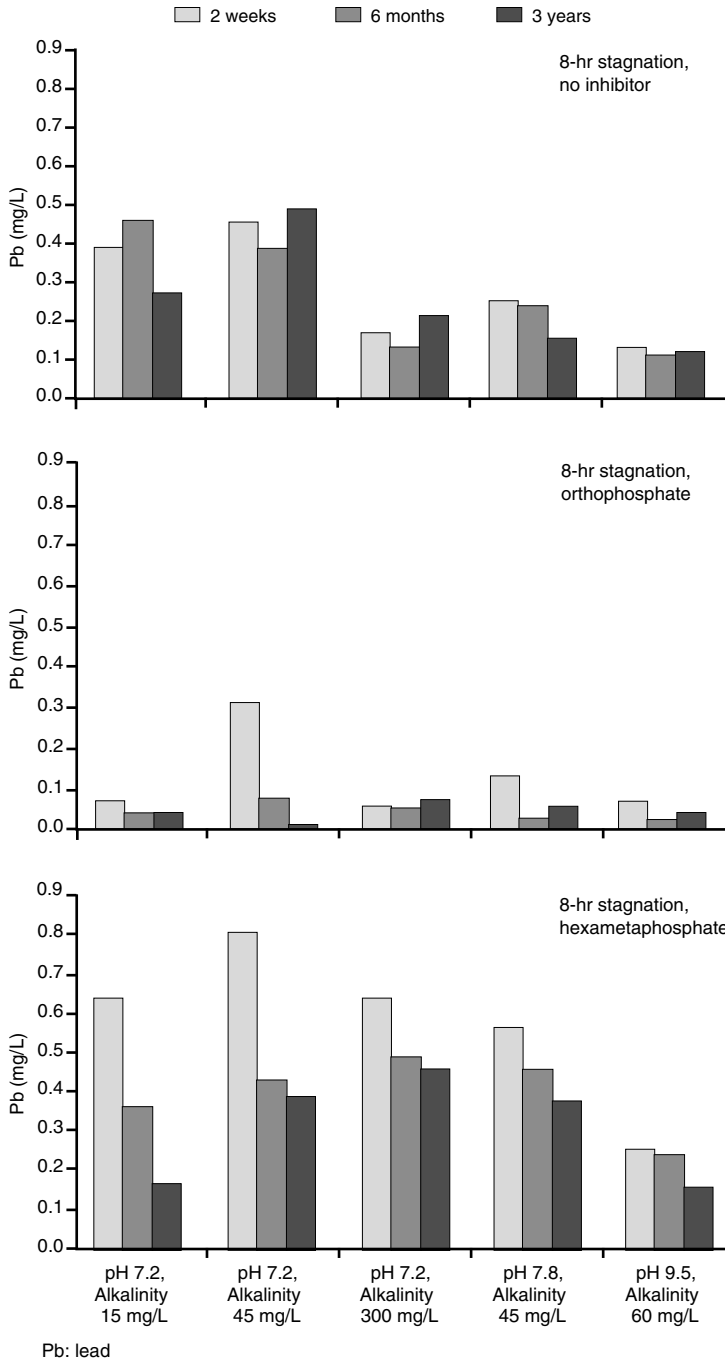 2 weeks 6 months 3 years
8-hr stagnation,
no inhibitor
Pb (mg/L)
0.9
0.8
0.7
0.6
0.5
0.4
0.3
0.2
0.1
0.0
8-hr stagnation,
orthophosphate
Pb (mg/L)
0.9
0.8
0.7
0.6
0.5
0.4
0.3
0.2
0.1
0.0
8-hr stagnation,
hexametaphosphate
Pb (mg/L)
0.9
0.8
0.7
0.6
0.5
0.4
0.3
0.2
0.1
0.0
pH 7.2,
Alkalinity
15 mg/L
pH 7.2,
Alkalinity
45 mg/L
pH 7.2,
Alkalinity
300 mg/L
pH 7.8,
Alkalinity
45 mg/L
pH 9.5,
Alkalinity
60 mg/L
Pb: lead